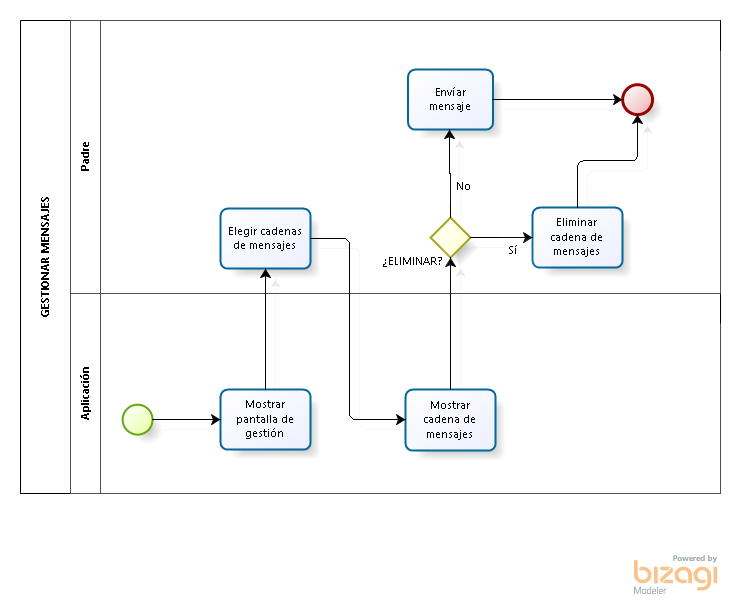 GESTIONAR MENSAJES
Padre
Aplicación
Envíar
mensaje
No
Elegir cadenas
de mensajes
¿ELIMINAR?
Sí
Eliminar
cadena de
mensajes
Mostrar
pantalla de
gestión
Mostrar
cadena de
mensajes
Powered by
bizagi
Modeler